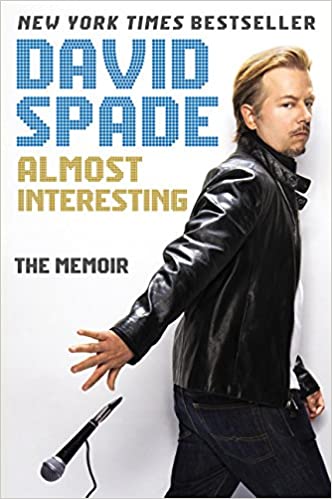 NEW YORK TIMES BESTSELLER
DAVID
SPADE
ALMOST
INTERESTING
THE MEMOIR